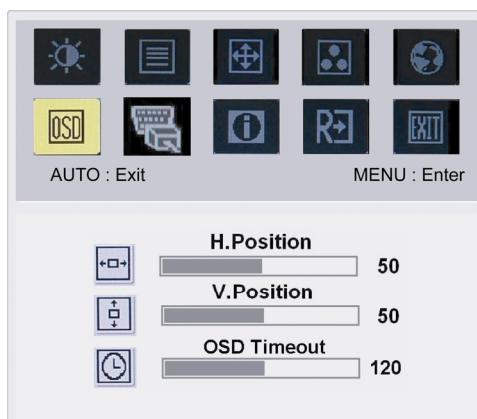 OSD
i
R
EXIT
AUTO : Exit MENU : Enter
H.Position
50
V.Position
50
OSD Timeout
120